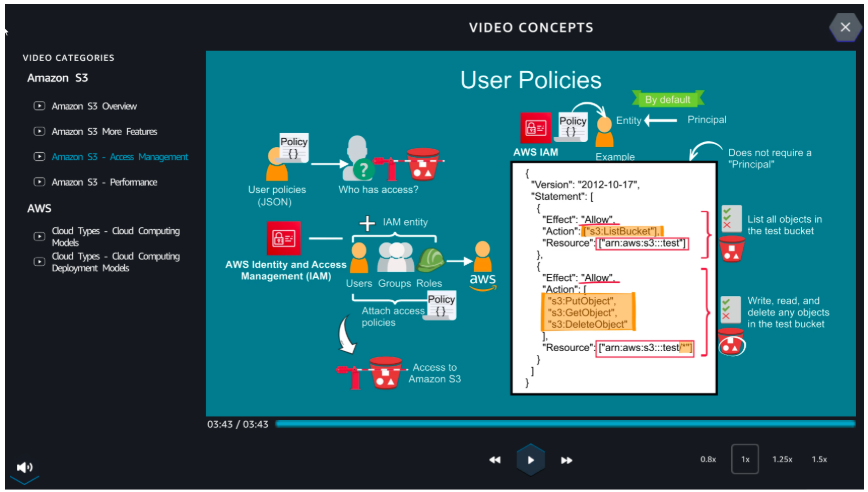 VIDEO CONCEPTS
VIDEO CATEGORIES
Amazon S3
Amazon S3 Overview
Amazon S3 More Features
Amazon S3 - Access Management
Amazon S3 - Performance
AWS
Cloud Types - Cloud Computing
Models
Cloud Types - Cloud Computing
Deployment Models
User Policies
Policy
{}
User policies
(JSON)
?
Who has access?
IAM entity
AWS Identity and Access
Management (IAM)
Users Groups Roles
aws
Attach access
policies
Policy
{}
Access to
Amazon S3
By default
Policy
{}
Entity
Principal
AWS IAM
Example
Does not require a
"Principal"
{
"Version": "2012-10-17",
"Statement": [
{
"Effect": "Allow",
"Action": ["s3:ListBucket"],
"Resource": ["arn:aws:s3:::test"]
},
{
"Effect": "Allow",
"Action": [
"s3:PutObject",
"s3:GetObject",
"s3:DeleteObject"
],
"Resource": ["arn:aws:s3:::test/*"]
}
]
}
List all objects in
the test bucket
Write, read, and
delete any objects
in the test bucket
03:43 / 03:43
0.8x
1x
1.25x
1.5x